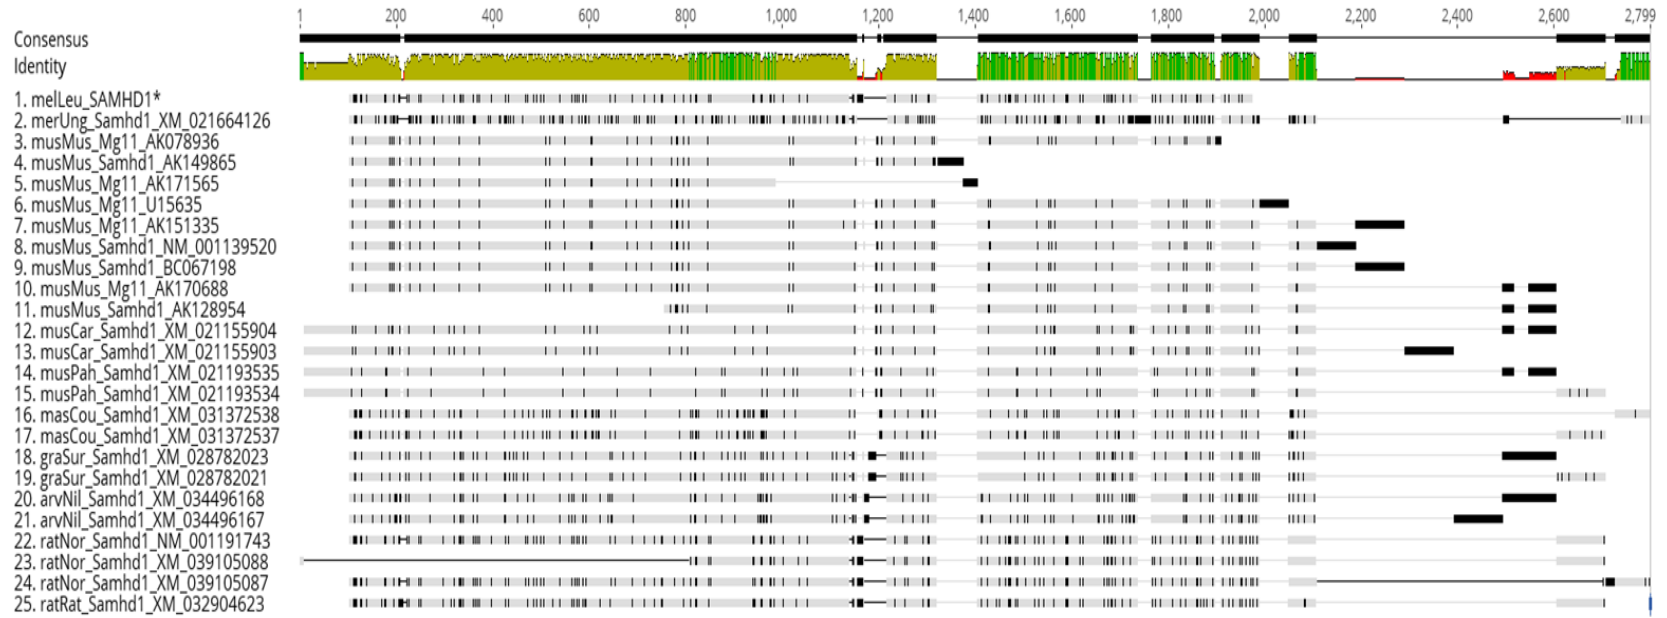 1 200 400 600 800 1,000 1,200 1,400 1,600 1,800 2,000 2,200 2,400 2,600 2,799
Consensus
Identity
1. melLeu_SAMHD1*
2. merUng_Samhd1_XM_021664126
3. musMus_Mg11_AK078936
4. musMus_Samhd1_AK149865
5. musMus_Mg11_AK171565
6. musMus_Mg11_U15635
7. musMus_Mg11_AK151335
8. musMus_Samhd1_NM_001139520
9. musMus_Samhd1_BC067198
10. musMus_Mg11_AK170688
11. musMus_Samhd1_AK128954
12. musCar_Samhd1_XM_021155904
13. musCar_Samhd1_XM_021155903
14. musPah_Samhd1_XM_021193535
15. musPah_Samhd1_XM_021193534
16. masCou_Samhd1_XM_031372538
17. masCou_Samhd1_XM_031372537
18. graSur_Samhd1_XM_028782023
19. graSur_Samhd1_XM_028782021
20. arvNil_Samhd1_XM_034496168
21. arvNil_Samhd1_XM_034496167
22. ratNor_Samhd1_NM_001191743
23. ratNor_Samhd1_XM_039105088
24. ratNor_Samhd1_XM_039105087
25. ratRat_Samhd1_XM_032904623